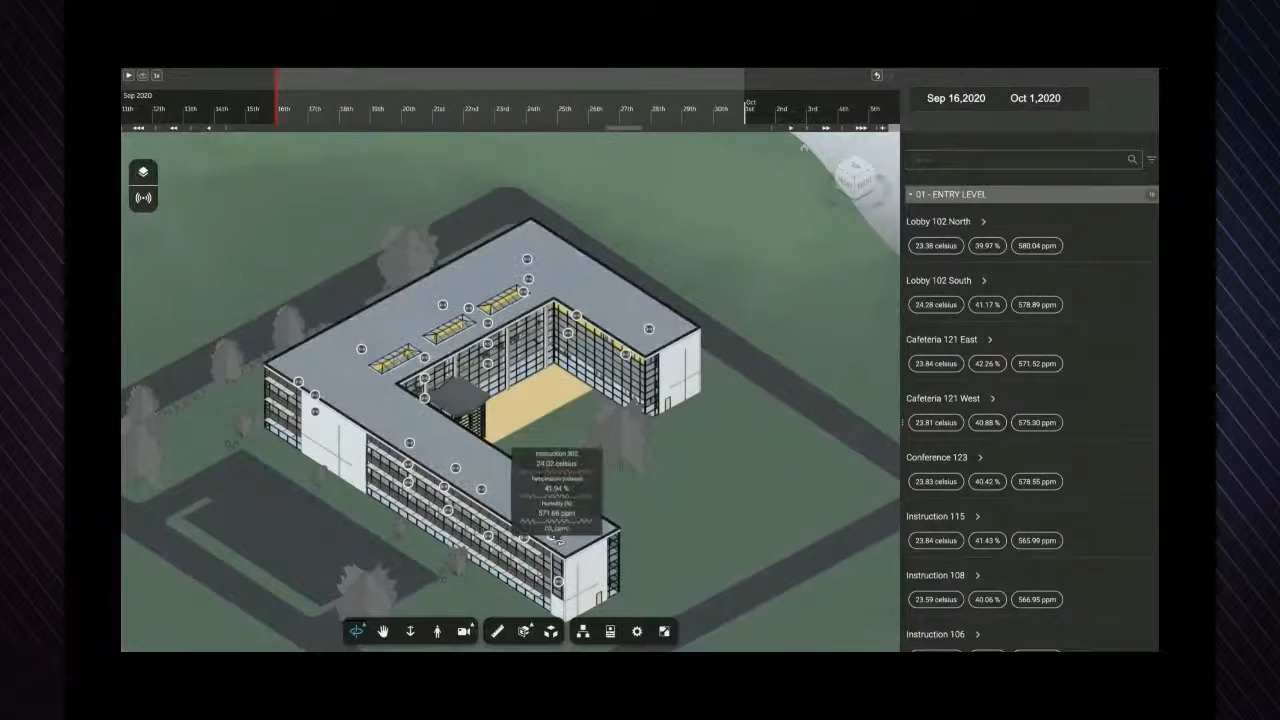 1x
Sep 2020
11th 12th 13th 14th 15th 16th 17th 18th 19th 20th 21st 22nd 23rd 24th 25th 26th 27th 28th 29th 30th Oct 1st 2nd 3rd 4th 5th
Sep 16,2020 Oct 1,2020
01 - ENTRY LEVEL
Lobby 102 North
23.38 celsius 39.97 % 580.04 ppm
Lobby 102 South
24.28 celsius 41.17 % 578.89 ppm
Cafeteria 121 East
23.84 celsius 42.26 % 571.52 ppm
Cafeteria 121 West
23.81 celsius 40.88 % 575.30 ppm
Conference 123
23.83 celsius 40.42 % 578.55 ppm
Instruction 115
23.84 celsius 41.43 % 565.99 ppm
Instruction 108
23.59 celsius 40.06 % 566.95 ppm
Instruction 106
Instruction 302
24.02 celsius
41.94 %
Humidity (%)
571.66 ppm